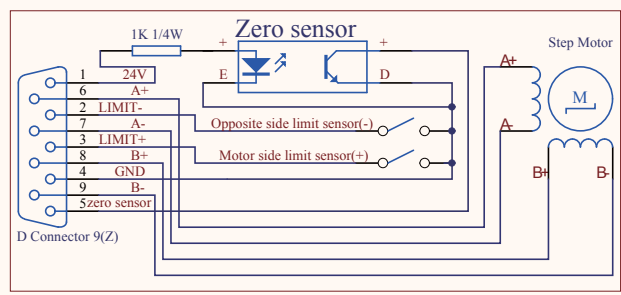 Zero sensor
1K 1/4W
+
+
Step Motor
E
D
M
A+
A-
B+
B-
1 24V
6 A+
2 LIMIT-
7 A-
3 LIMIT+
8 B+
4 GND
9 B-
5 zero sensor
Opposite side limit sensor(-)
Motor side limit sensor(+)
D Connector 9(Z)